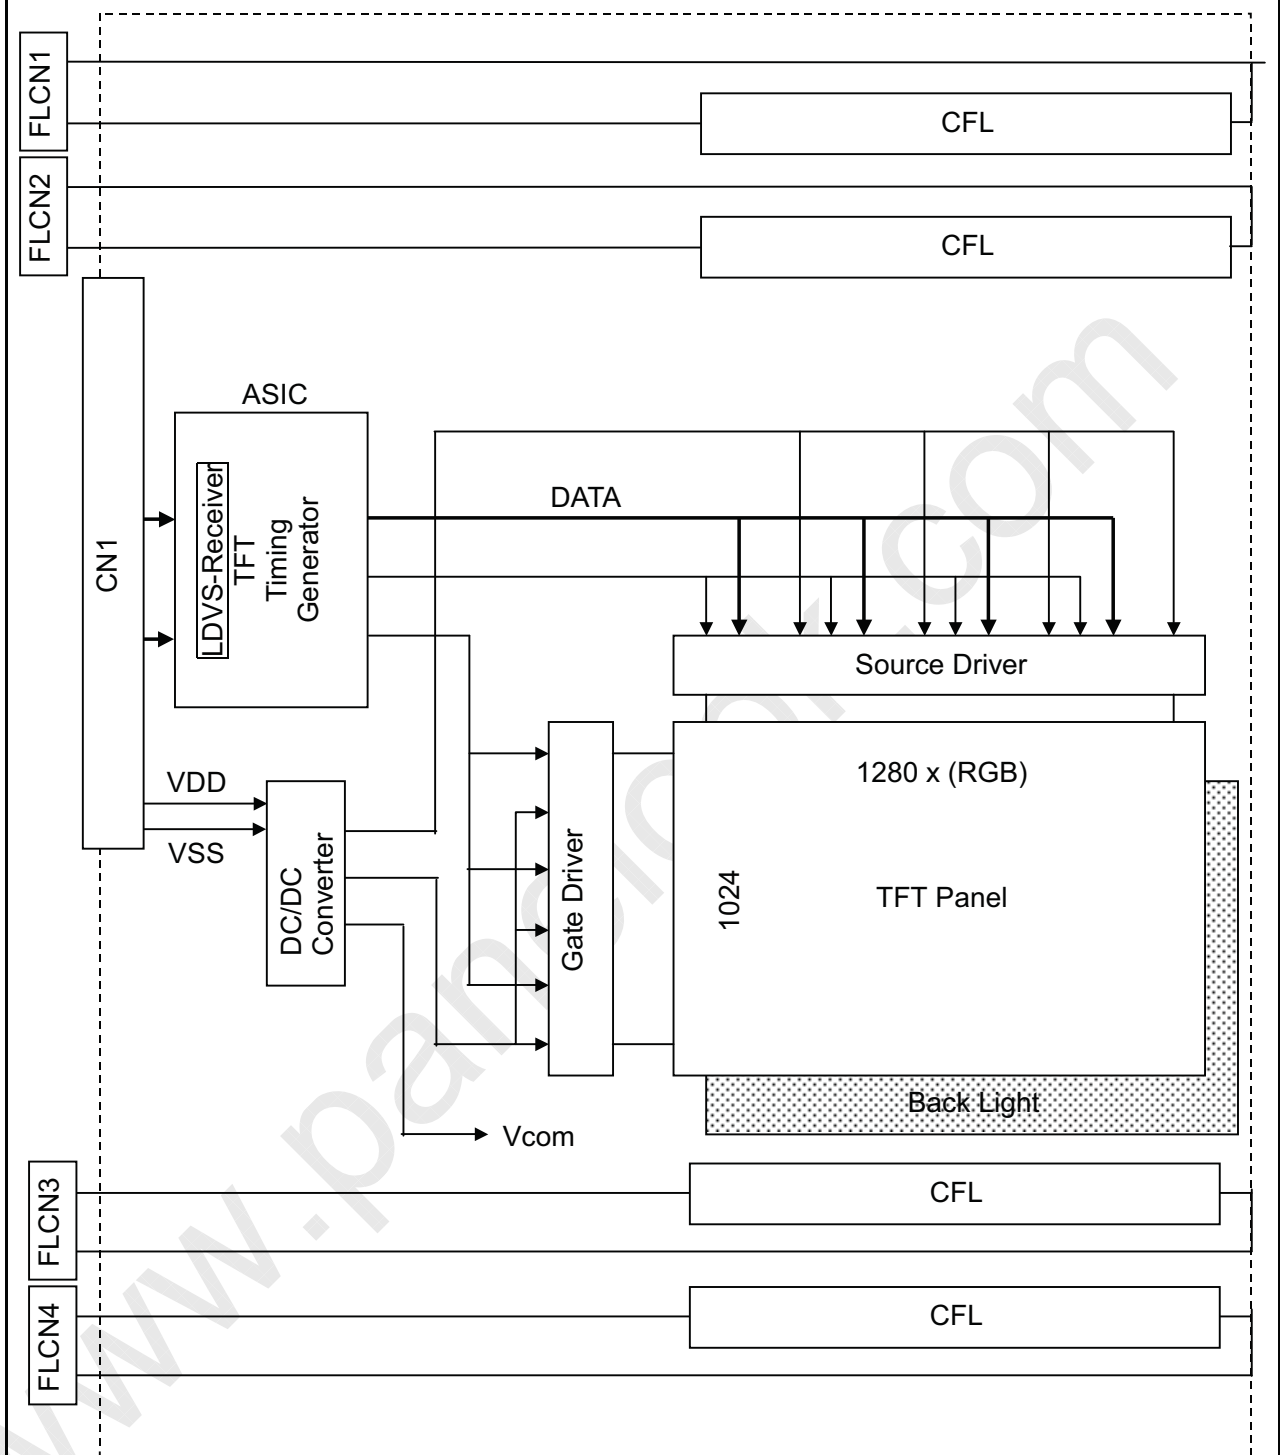 FLCN1
CFL
FLCN2
CFL
CN1
ASIC
LDVS-Receiver
TFT
Timing
Generator
DATA
Source Driver
VDD
VSS
DC/DC
Converter
Gate Driver
1280 x (RGB)
1024
TFT Panel
Back Light
Vcom
FLCN3
CFL
FLCN4
CFL
www.panelook.com